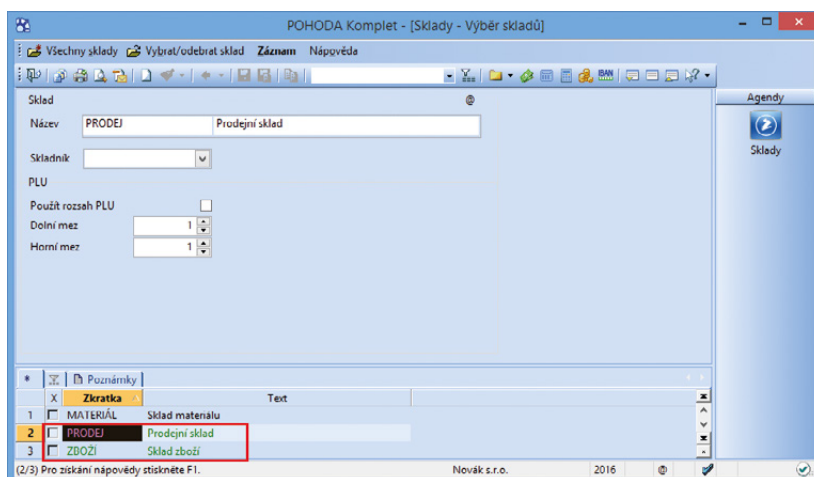 POHODA Komplet - [Sklady - Výběr skladů]
Všechny sklady Vybrat/odebrat sklad Záznam Nápověda
IBAN
Sklad @ Agendy
Název PRODEJ Prodejní sklad
Sklady
Skladník
PLU
Použít rozsah PLU
Dolní mez 1
Horní mez 1
* Poznámky
X Zkratka Text
1 MATERIÁL Sklad materiálu
2 PRODEJ Prodejní sklad
3 ZBOŽÍ Sklad zboží
(2/3) Pro získání nápovědy stiskněte F1. Novák s.r.o. 2016 @